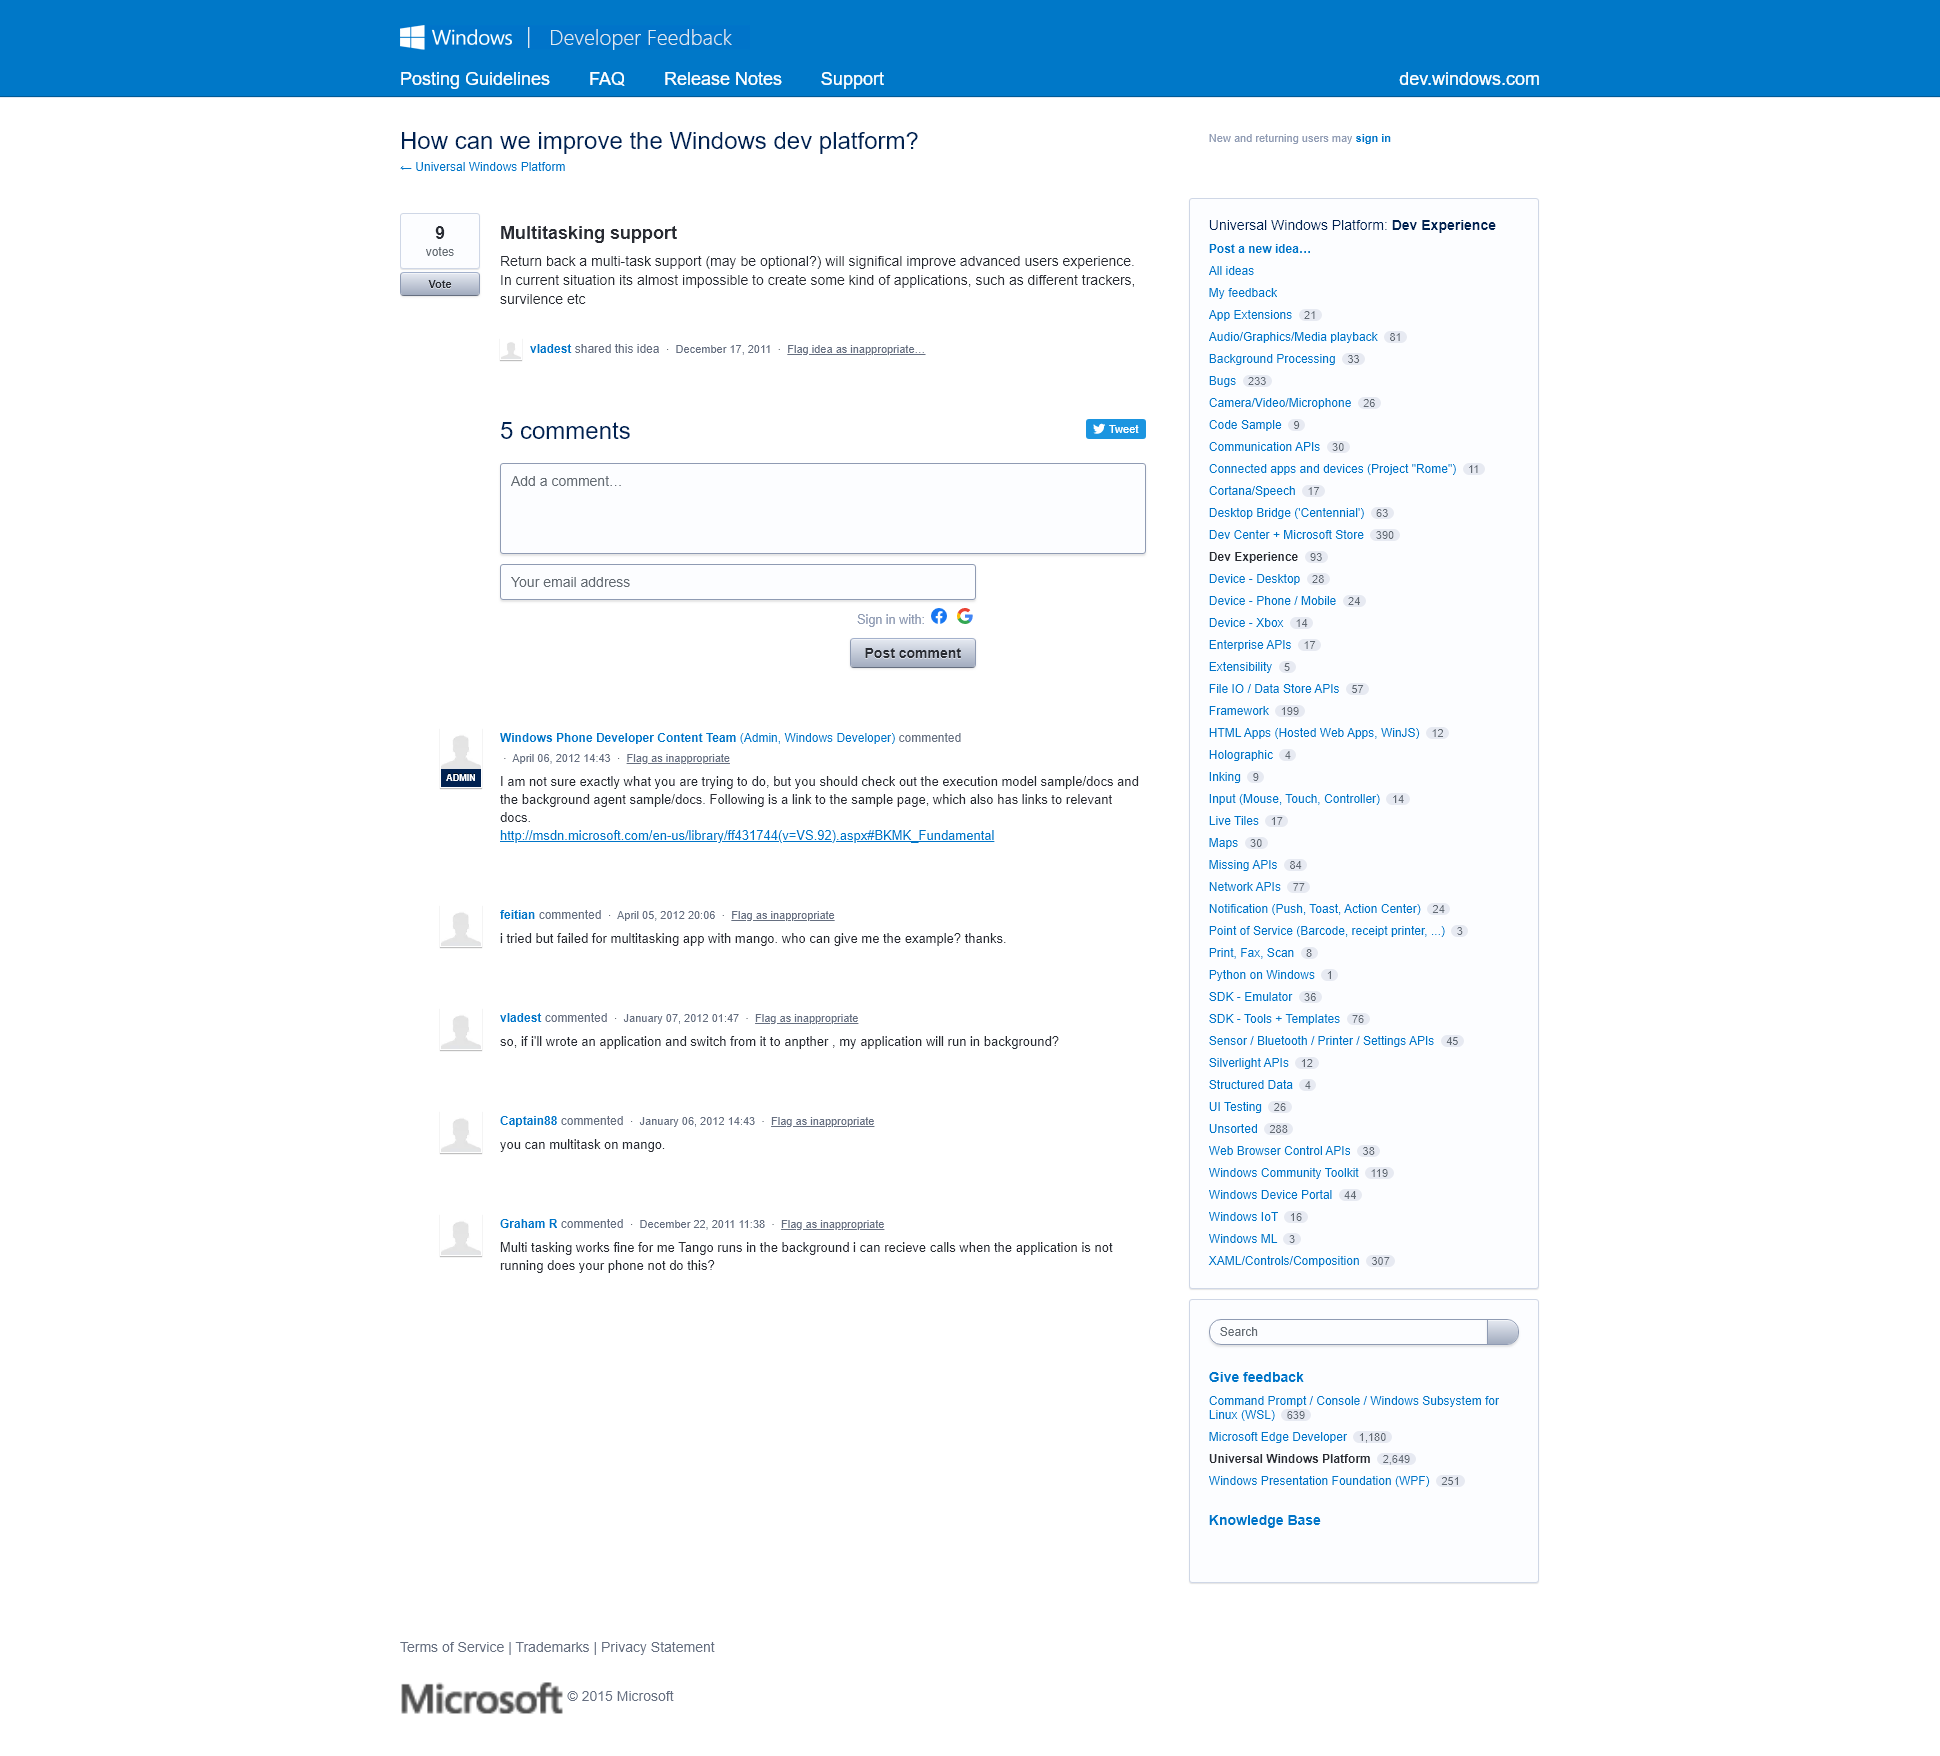 Windows | Developer Feedback
Posting Guidelines FAQ Release Notes Support dev.windows.com
How can we improve the Windows dev platform?
← Universal Windows Platform
New and returning users may sign in
9
votes
Vote
Multitasking support
Return back a multi-task support (may be optional?) will significal improve advanced users experience.
In current situation its almost impossible to create some kind of applications, such as different trackers,
survilence etc
vladest shared this idea · December 17, 2011 · Flag idea as inappropriate…
5 comments
Tweet
Add a comment…
Your email address
Sign in with:
Post comment
Windows Phone Developer Content Team (Admin, Windows Developer) commented
· April 06, 2012 14:43 · Flag as inappropriate
ADMIN
I am not sure exactly what you are trying to do, but you should check out the execution model sample/docs and
the background agent sample/docs. Following is a link to the sample page, which also has links to relevant
docs.
http://msdn.microsoft.com/en-us/library/ff431744(v=VS.92).aspx#BKMK_Fundamental
feitian commented · April 05, 2012 20:06 · Flag as inappropriate
i tried but failed for multitasking app with mango. who can give me the example? thanks.
vladest commented · January 07, 2012 01:47 · Flag as inappropriate
so, if i'll wrote an application and switch from it to anpther , my application will run in background?
Captain88 commented · January 06, 2012 14:43 · Flag as inappropriate
you can multitask on mango.
Graham R commented · December 22, 2011 11:38 · Flag as inappropriate
Multi tasking works fine for me Tango runs in the background i can recieve calls when the application is not
running does your phone not do this?
Universal Windows Platform: Dev Experience
Post a new idea…
All ideas
My feedback
App Extensions 21
Audio/Graphics/Media playback 81
Background Processing 33
Bugs 233
Camera/Video/Microphone 26
Code Sample 9
Communication APIs 30
Connected apps and devices (Project "Rome") 11
Cortana/Speech 17
Desktop Bridge ('Centennial') 63
Dev Center + Microsoft Store 390
Dev Experience 93
Device - Desktop 28
Device - Phone / Mobile 24
Device - Xbox 14
Enterprise APIs 17
Extensibility 5
File IO / Data Store APIs 57
Framework 199
HTML Apps (Hosted Web Apps, WinJS) 12
Holographic 4
Inking 9
Input (Mouse, Touch, Controller) 14
Live Tiles 17
Maps 30
Missing APIs 84
Network APIs 77
Notification (Push, Toast, Action Center) 24
Point of Service (Barcode, receipt printer, ...) 3
Print, Fax, Scan 8
Python on Windows 1
SDK - Emulator 36
SDK - Tools + Templates 76
Sensor / Bluetooth / Printer / Settings APIs 45
Silverlight APIs 12
Structured Data 4
UI Testing 26
Unsorted 288
Web Browser Control APIs 38
Windows Community Toolkit 119
Windows Device Portal 44
Windows IoT 16
Windows ML 3
XAML/Controls/Composition 307
Search
Give feedback
Command Prompt / Console / Windows Subsystem for
Linux (WSL) 639
Microsoft Edge Developer 1,180
Universal Windows Platform 2,649
Windows Presentation Foundation (WPF) 251
Knowledge Base
Terms of Service | Trademarks | Privacy Statement
Microsoft © 2015 Microsoft